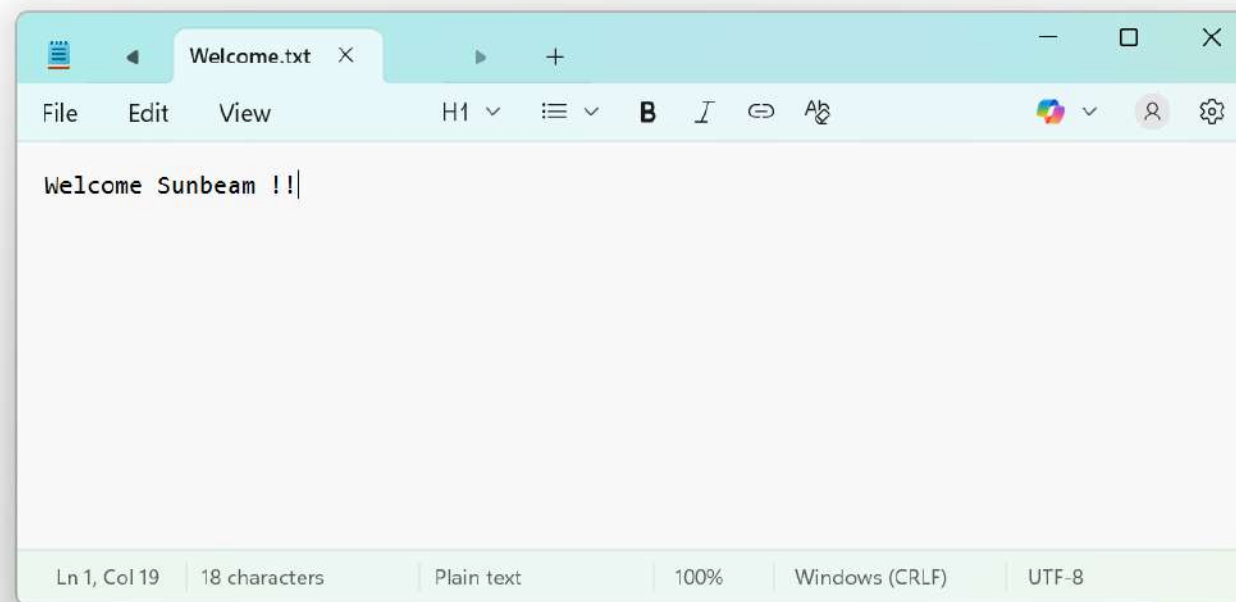 Welcome.txt
File Edit View H1 B I
Welcome Sunbeam !!
Ln 1, Col 19 18 characters Plain text 100% Windows (CRLF) UTF-8